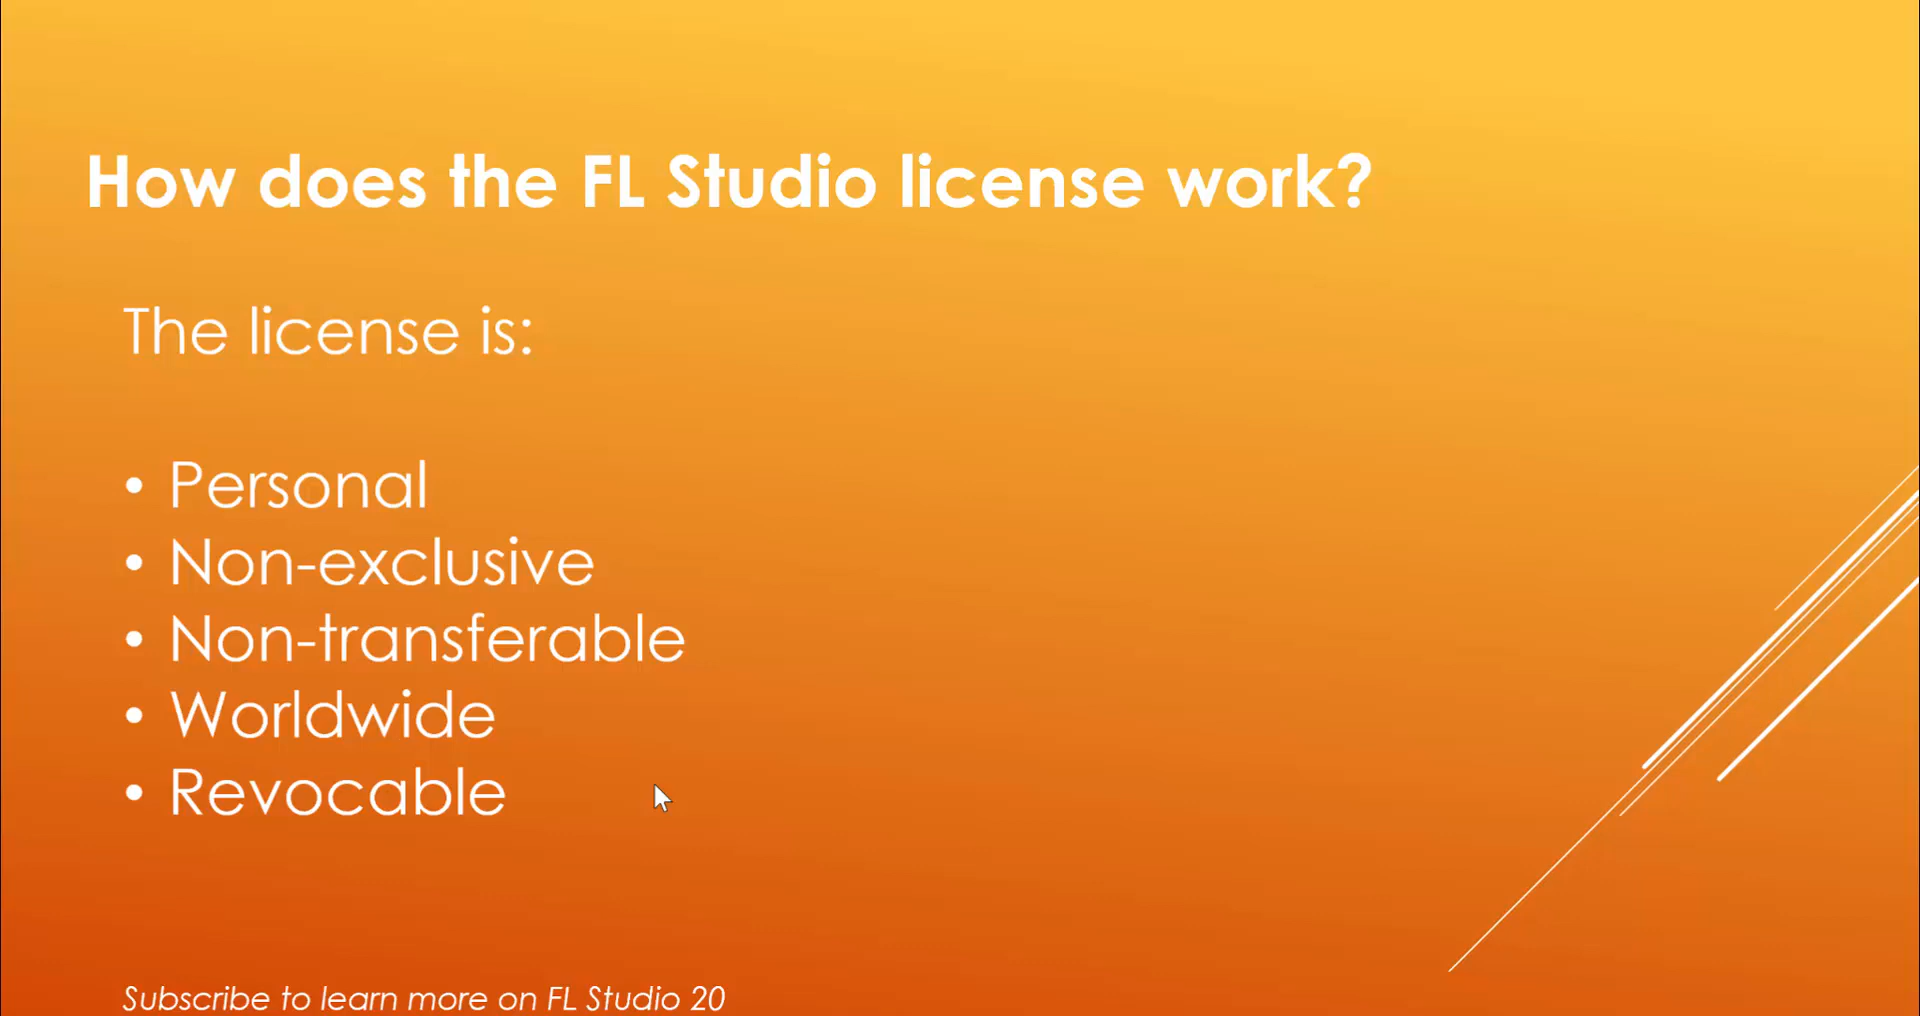 How does the FL Studio license work?
The license is:
• Personal
• Non-exclusive
• Non-transferable
• Worldwide
• Revocable
Subscribe to learn more on FL Studio 20